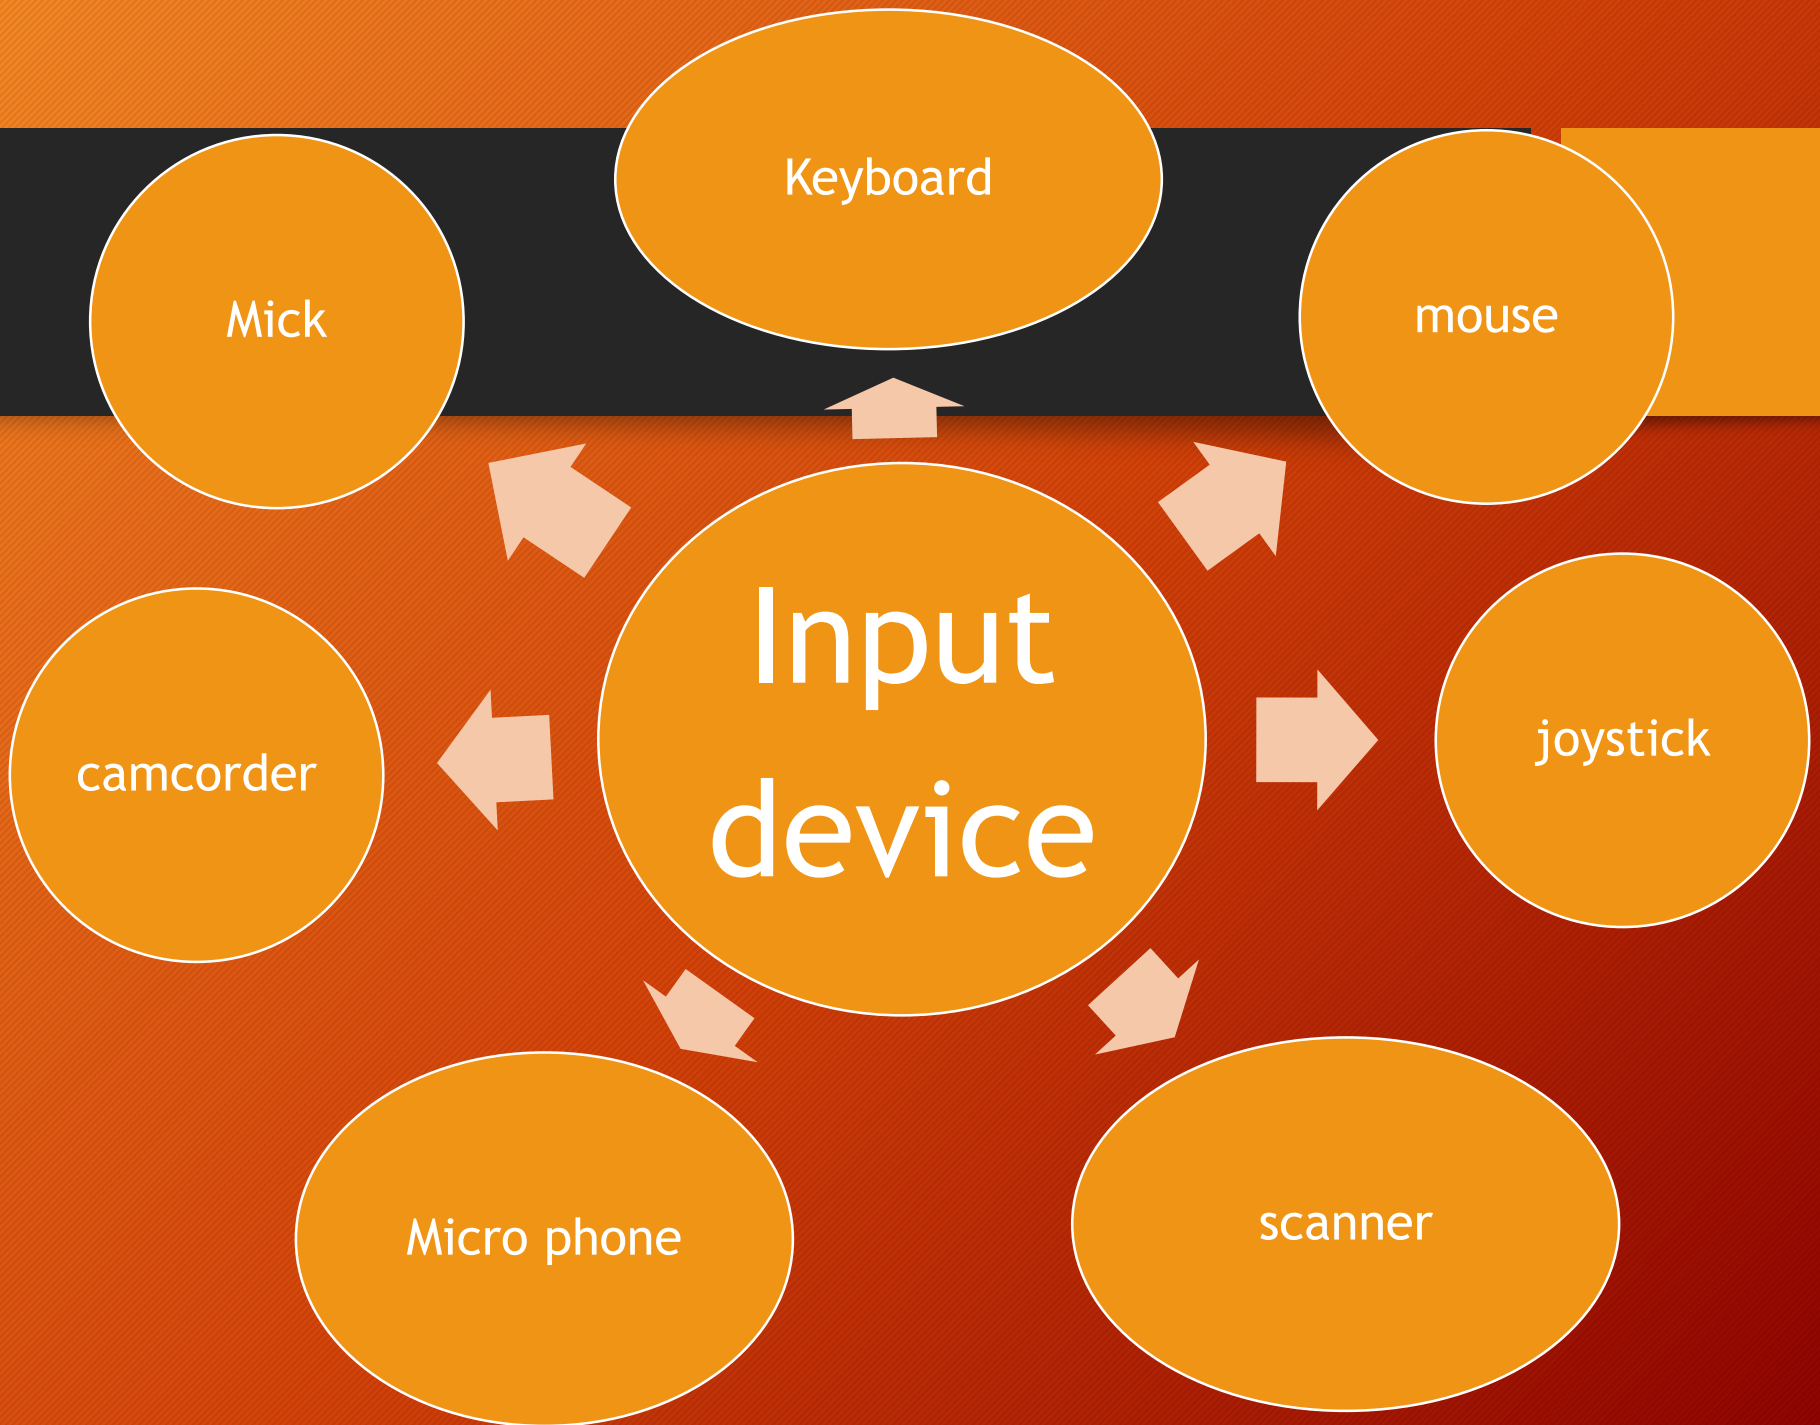 Keyboard
Mick
mouse
Input
device
camcorder
joystick
Micro phone
scanner